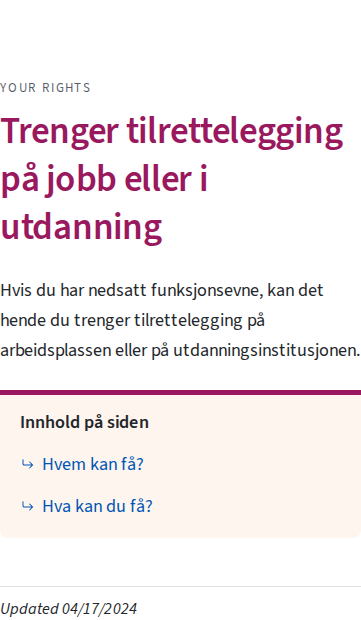 YOUR RIGHTS
Trenger tilrettelegging
på jobb eller i
utdanning
Hvis du har nedsatt funksjonsevne, kan det
hende du trenger tilrettelegging på
arbeidsplassen eller på utdanningsinstitusjonen.
Innhold på siden
Hvem kan få?
Hva kan du få?
Updated 04/17/2024